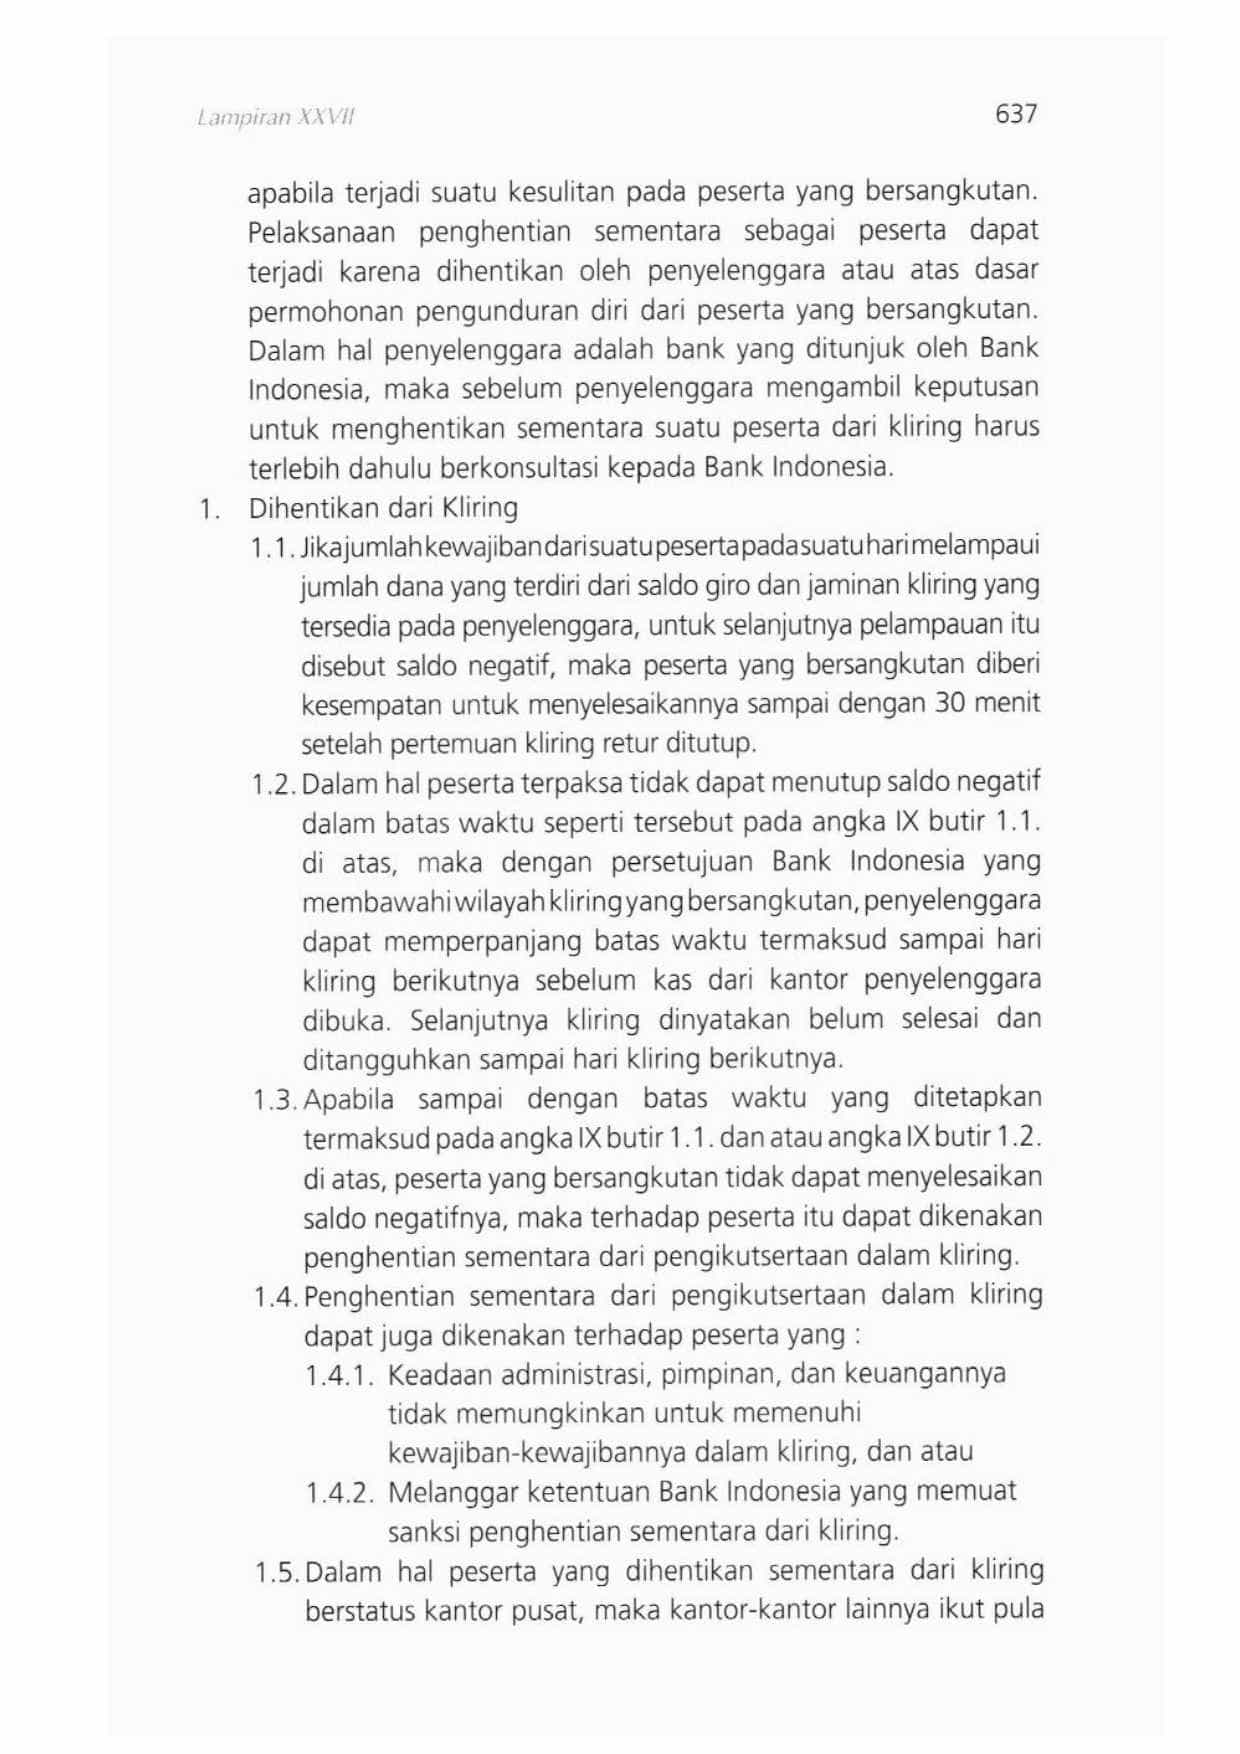 Lampiran XXVII 637
apabila terjadi suatu kesulitan pada peserta yang bersangkutan.
Pelaksanaan penghentian sementara sebagai peserta dapat
terjadi karena dihentikan oleh penyelenggara atau atas dasar
permohonan pengunduran diri dari peserta yang bersangkutan.
Dalam hal penyelenggara adalah bank yang ditunjuk oleh Bank
Indonesia, maka sebelum penyelenggara mengambil keputusan
untuk menghentikan sementara suatu peserta dari kliring harus
terlebih dahulu berkonsultasi kepada Bank Indonesia.
1. Dihentikan dari Kliring
1.1. Jika jumlah kewajiban dari suatu peserta pada suatu hari melampaui
jumlah dana yang terdiri dari saldo giro dan jaminan kliring yang
tersedia pada penyelenggara, untuk selanjutnya pelampauan itu
disebut saldo negatif, maka peserta yang bersangkutan diberi
kesempatan untuk menyelesaikannya sampai dengan 30 menit
setelah pertemuan kliring retur ditutup.
1.2. Dalam hal peserta terpaksa tidak dapat menutup saldo negatif
dalam batas waktu seperti tersebut pada angka IX butir 1.1.
di atas, maka dengan persetujuan Bank Indonesia yang
membawahi wilayah kliring yang bersangkutan, penyelenggara
dapat memperpanjang batas waktu termaksud sampai hari
kliring berikutnya sebelum kas dari kantor penyelenggara
dibuka. Selanjutnya kliring dinyatakan belum selesai dan
ditangguhkan sampai hari kliring berikutnya.
1.3. Apabila sampai dengan batas waktu yang ditetapkan
termaksud pada angka IX butir 1.1. dan atau angka IX butir 1.2.
di atas, peserta yang bersangkutan tidak dapat menyelesaikan
saldo negatifnya, maka terhadap peserta itu dapat dikenakan
penghentian sementara dari pengikutsertaan dalam kliring.
1.4. Penghentian sementara dari pengikutsertaan dalam kliring
dapat juga dikenakan terhadap peserta yang :
1.4.1. Keadaan administrasi, pimpinan, dan keuangannya
tidak memungkinkan untuk memenuhi
kewajiban-kewajibannya dalam kliring, dan atau
1.4.2. Melanggar ketentuan Bank Indonesia yang memuat
sanksi penghentian sementara dari kliring.
1.5. Dalam hal peserta yang dihentikan sementara dari kliring
berstatus kantor pusat, maka kantor-kantor lainnya ikut pula